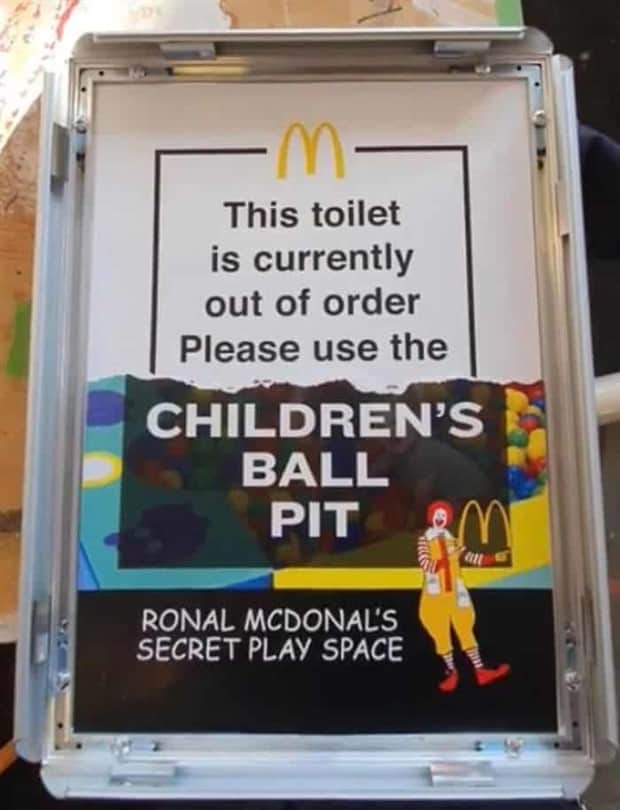 This toilet
is currently
out of order
Please use the
CHILDREN'S
BALL
PIT
RONAL MCDONAL'S
SECRET PLAY SPACE